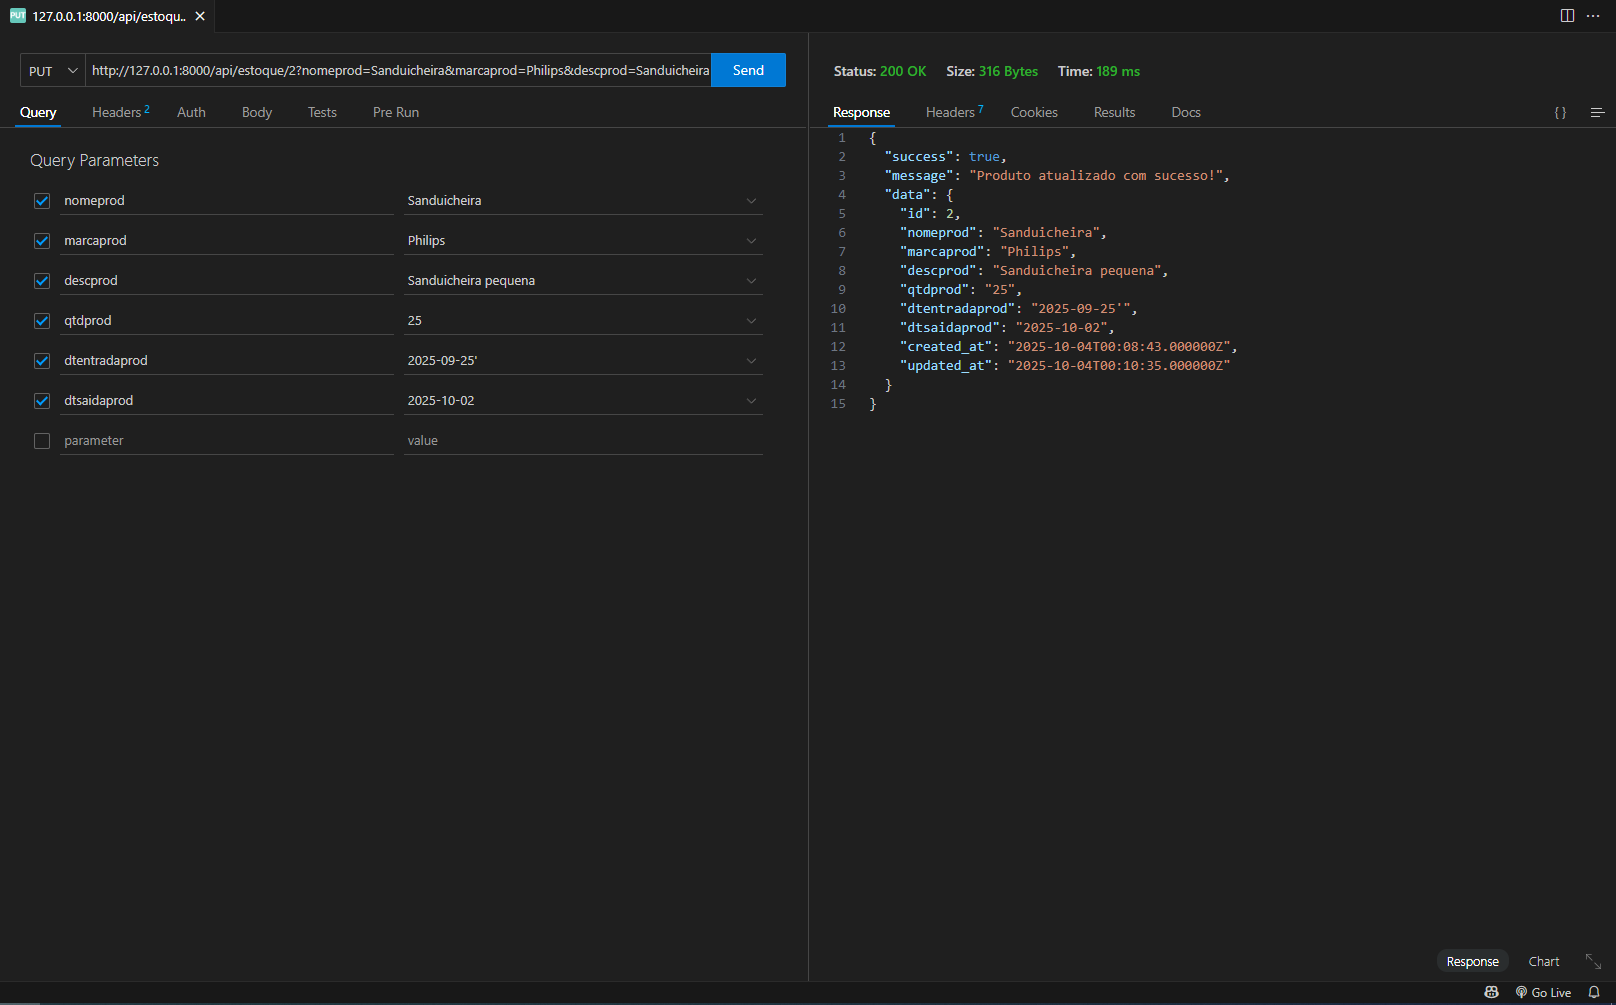 PUT 127.0.0.1:8000/api/estoqu..
PUT http://127.0.0.1:8000/api/estoque/2?nomeprod=Sanduicheira&marcaprod=Philips&descprod=Sanduicheira Send
Query Headers 2 Auth Body Tests Pre Run
Query Parameters
nomeprod Sanduicheira
marcaprod Philips
descprod Sanduicheira pequena
qtdprod 25
dtentradaprod 2025-09-25'
dtsaidaprod 2025-10-02
parameter value
Status: 200 OK Size: 316 Bytes Time: 189 ms
Response Headers 7 Cookies Results Docs { }
1 {
2 "success": true,
3 "message": "Produto atualizado com sucesso!",
4 "data": {
5 "id": 2,
6 "nomeprod": "Sanduicheira",
7 "marcaprod": "Philips",
8 "descprod": "Sanduicheira pequena",
9 "qtdprod": "25",
10 "dtentradaprod": "2025-09-25'",
11 "dtsaidaprod": "2025-10-02",
12 "created_at": "2025-10-04T00:08:43.000000Z",
13 "updated_at": "2025-10-04T00:10:35.000000Z"
14 }
15 }
Response Chart
Go Live